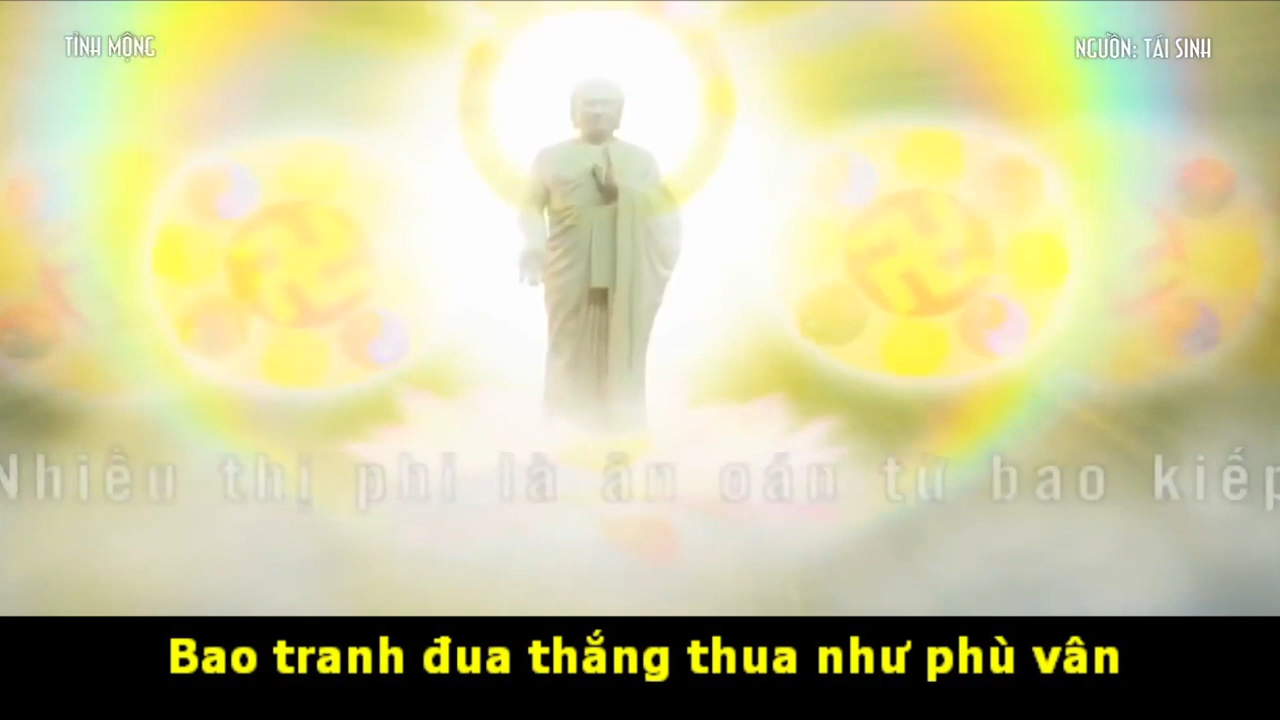 TỈNH MỘNG
NGUỒN: TÁI SINH
Nhiều thị phi là ân oán từ bao kiếp
Bao tranh đua thắng thua như phù vân